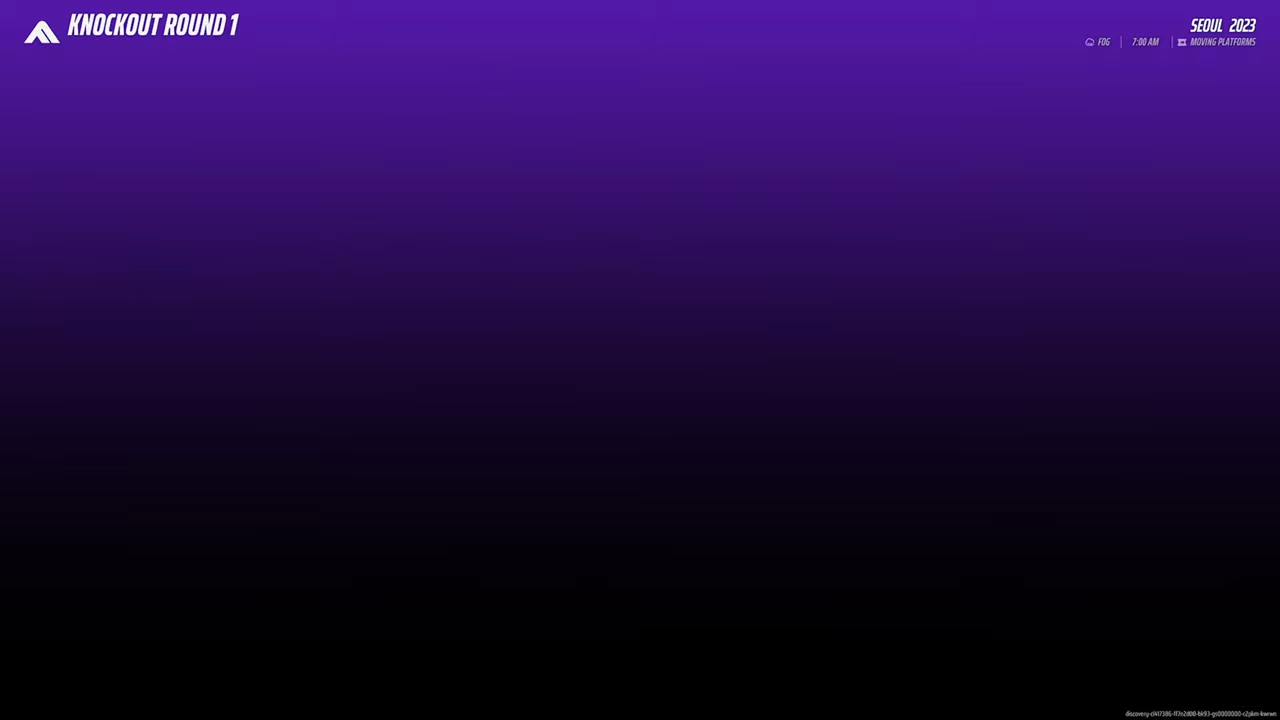 KNOCKOUT ROUND 1
SEOUL 2023
FOG
7:00 AM
MOVING PLATFORMS